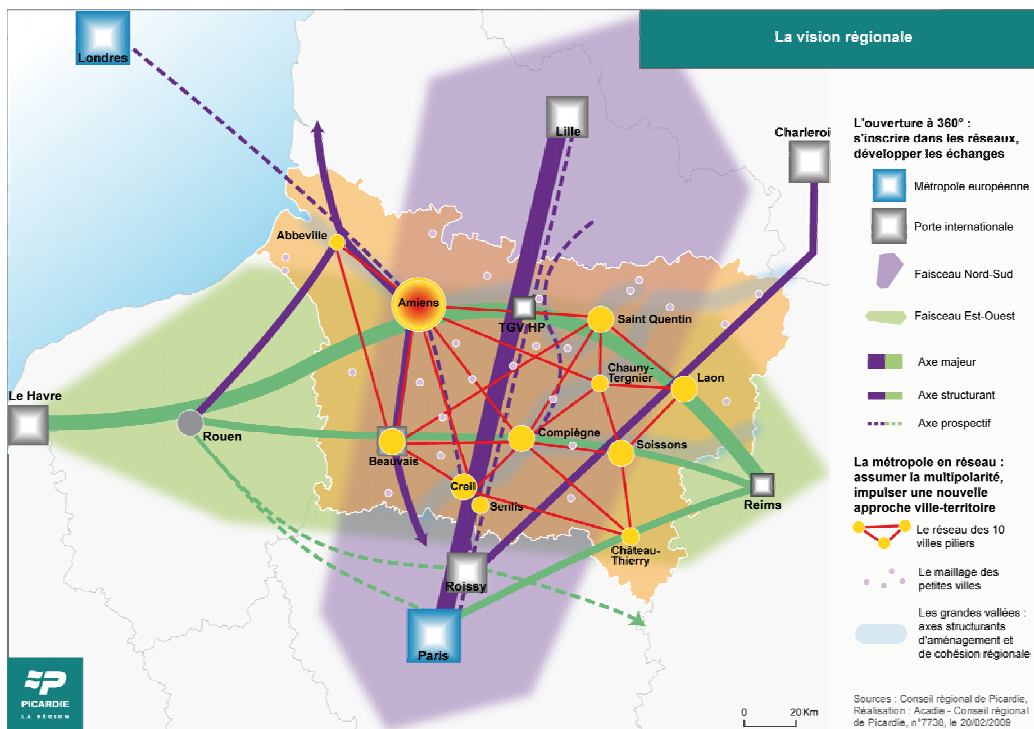 La vision régionale
Londres
Lille
Charleroi
Abbeville
Amiens
TGV HP
Saint Quentin
Chauny-
Tergnier
Laon
Le Havre
Rouen
Beauvais
Compiègne
Soissons
Creil
Senlis
Reims
Château-
Thierry
Roissy
Paris
L'ouverture à 360° :
s'inscrire dans les réseaux,
développer les échanges
Métropole européenne
Porte internationale
Faisceau Nord-Sud
Faisceau Est-Ouest
Axe majeur
Axe structurant
Axe prospectif
La métropole en réseau :
assumer la multipolarité,
impulser une nouvelle
approche ville-territoire
Le réseau des 10
villes piliers
Le maillage des
petites villes
Les grandes vallées :
axes structurants
d'aménagement et
de cohésion régionale
PICARDIE
LA RÉGION
0 20 Km
Sources : Conseil régional de Picardie,
Réalisation : Acadie - Conseil régional
de Picardie, n°7738, le 20/02/2009